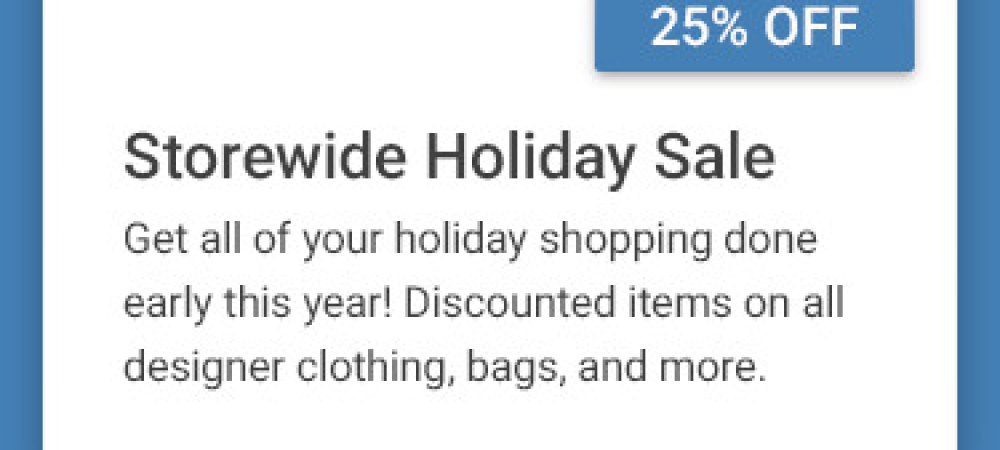 25% OFF
Storewide Holiday Sale
Get all of your holiday shopping done
early this year! Discounted items on all
designer clothing, bags, and more.